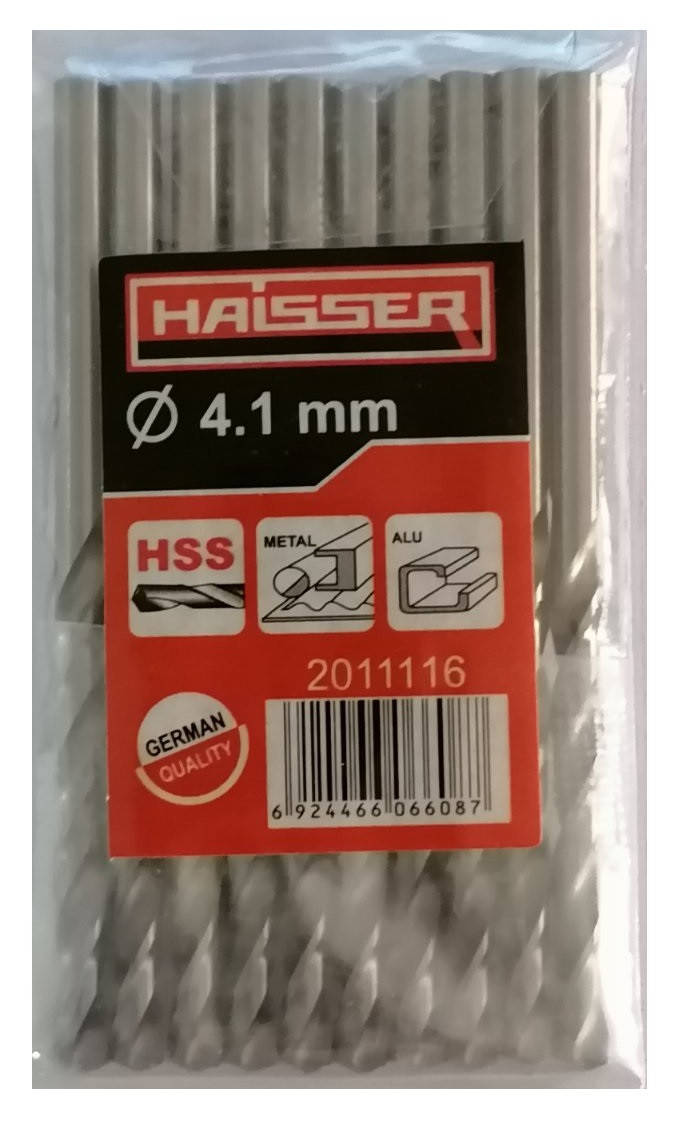 HAISSER
Ø 4.1 mm
HSS
METAL
ALU
2011116
GERMAN
QUALITY
6 924466 066087